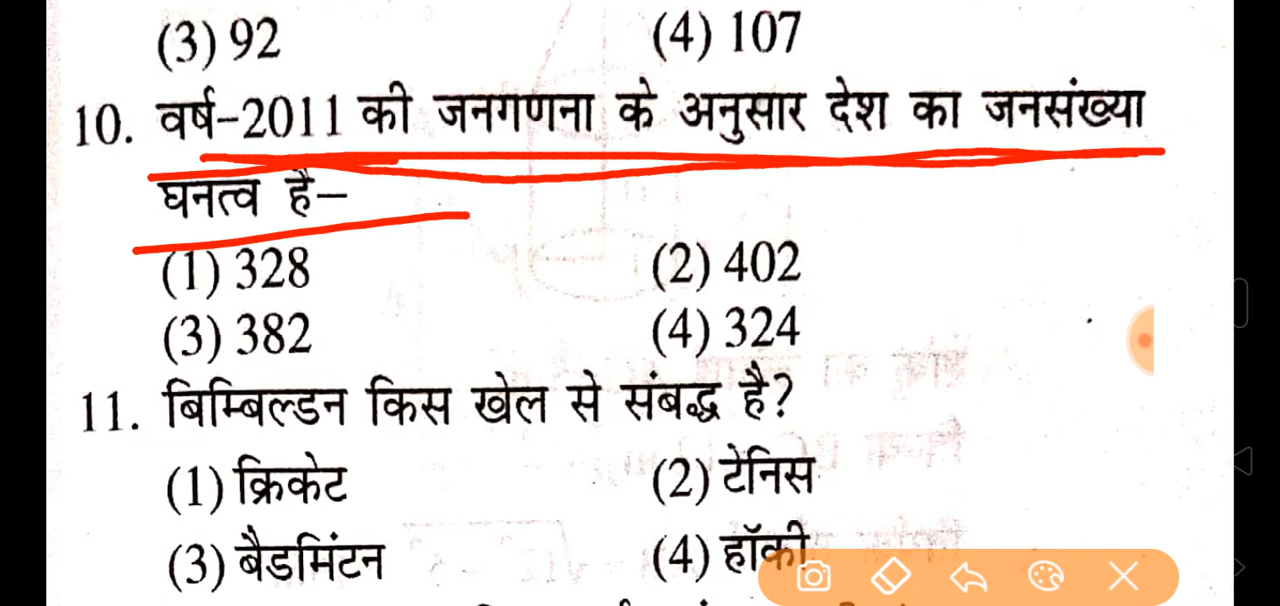 (3) 92 (4) 107
10. वर्ष-2011 की जनगणना के अनुसार देश का जनसंख्या
घनत्व है-
(1) 328 (2) 402
(3) 382 (4) 324
11. बिम्बिल्डन किस खेल से संबद्ध है?
(1) क्रिकेट (2) टेनिस
(3) बैडमिंटन (4) हॉकी